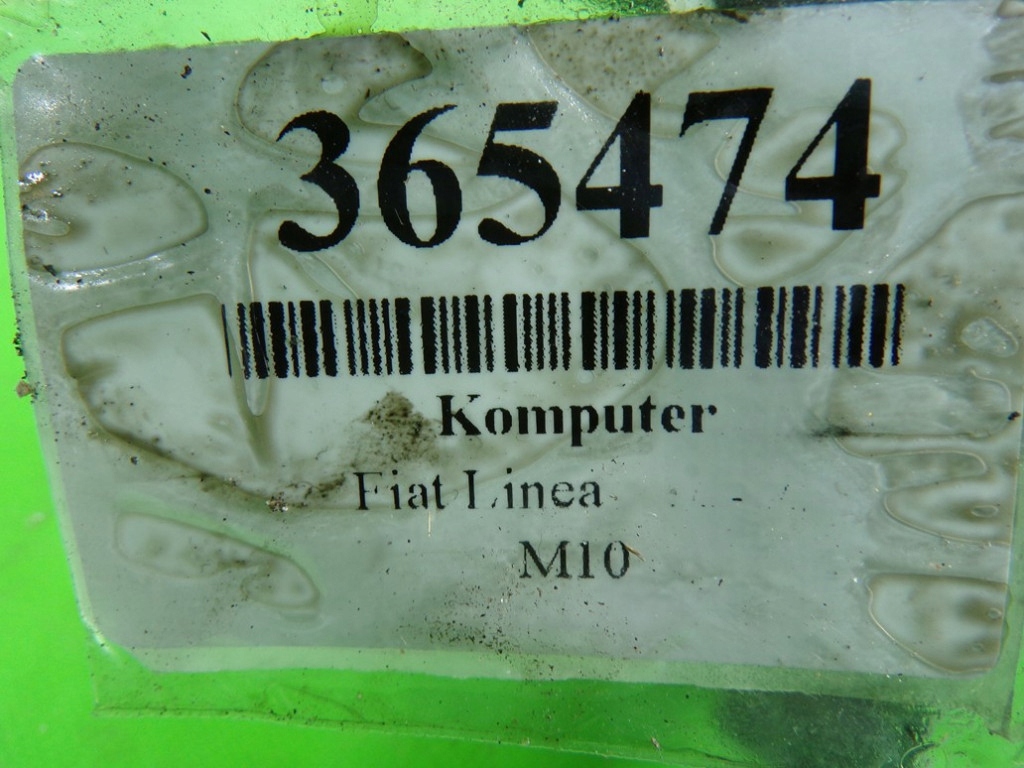 365474
Komputer
Fiat Linea
M10